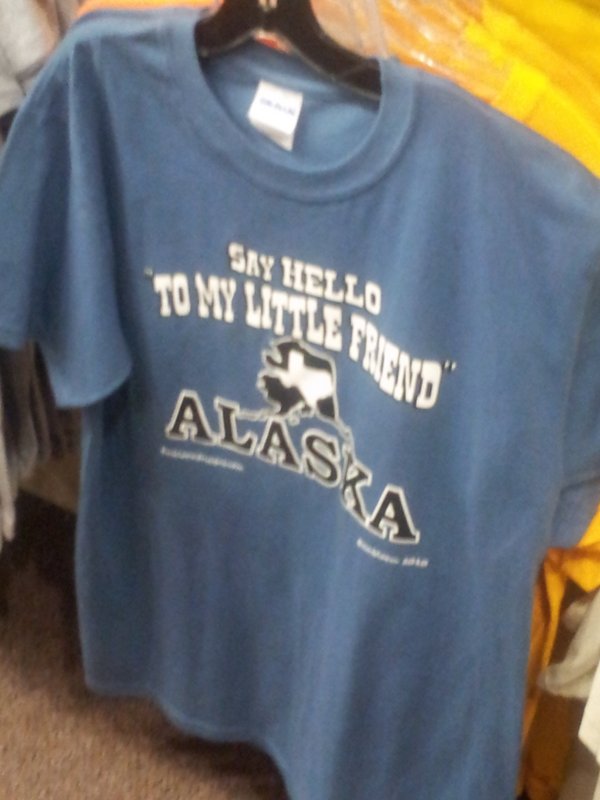 SAY HELLO
"TO MY LITTLE FRIEND"
ALASKA